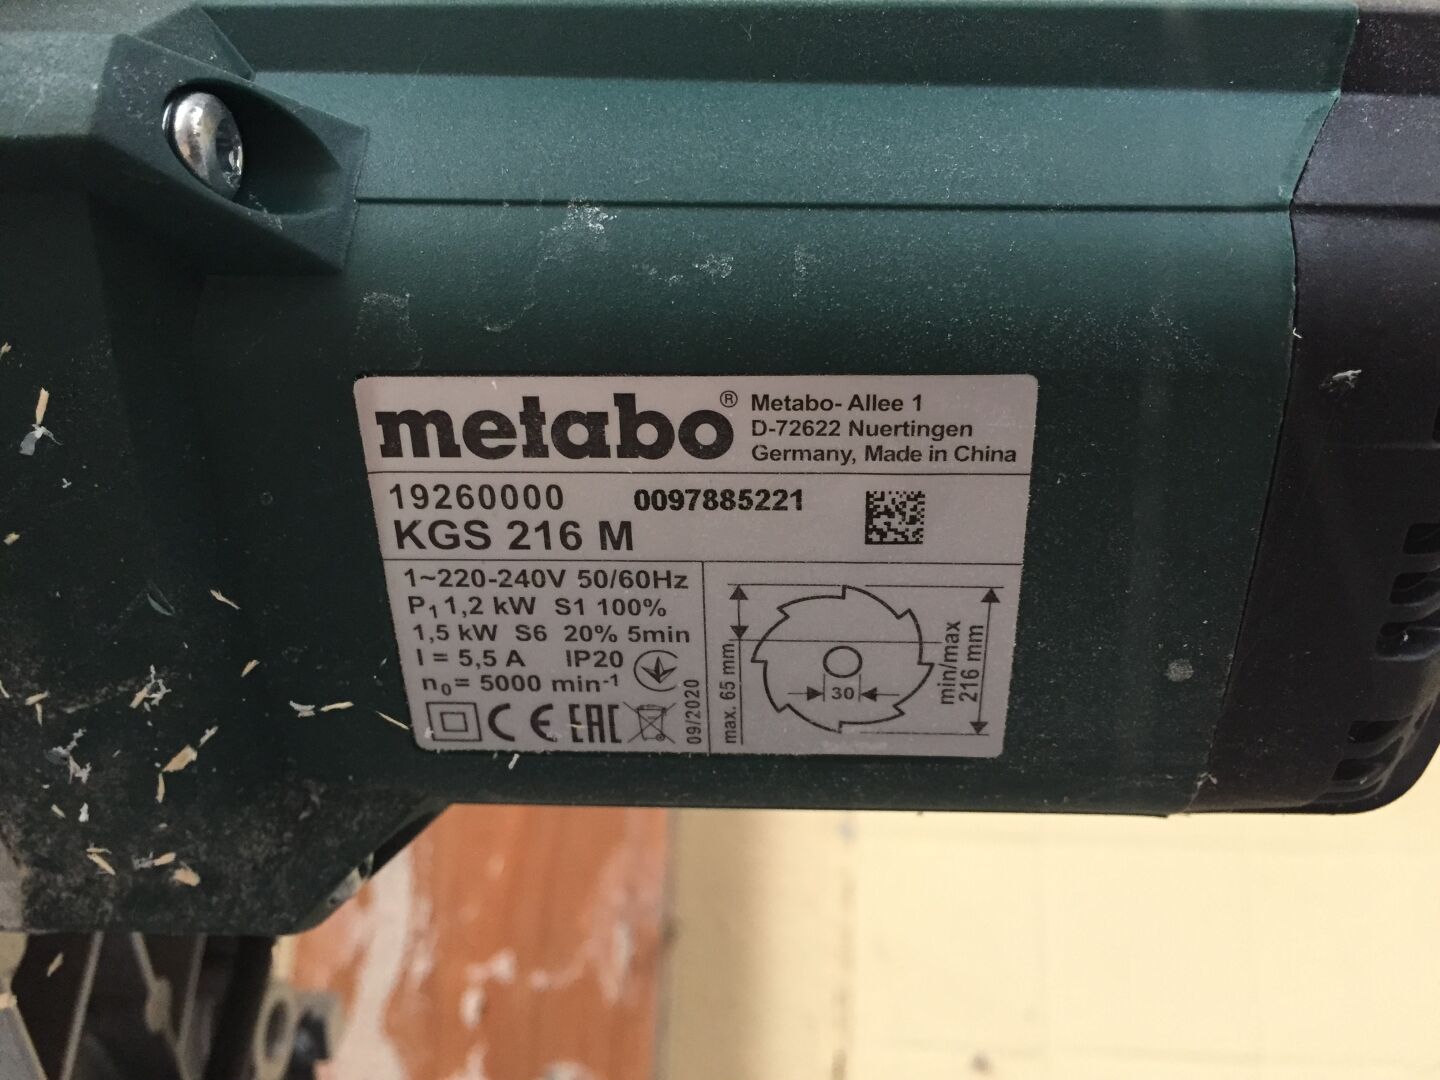 metabo®
Metabo- Allee 1
D-72622 Nuertingen
Germany, Made in China
19260000 0097885221
KGS 216 M
1~220-240V 50/60Hz
P₁ 1,2 kW S1 100%
1,5 kW S6 20% 5min
I = 5,5 A IP20
n₀= 5000 min⁻¹
CE EAC
09/2020
max. 65 mm
30
min/max
216 mm